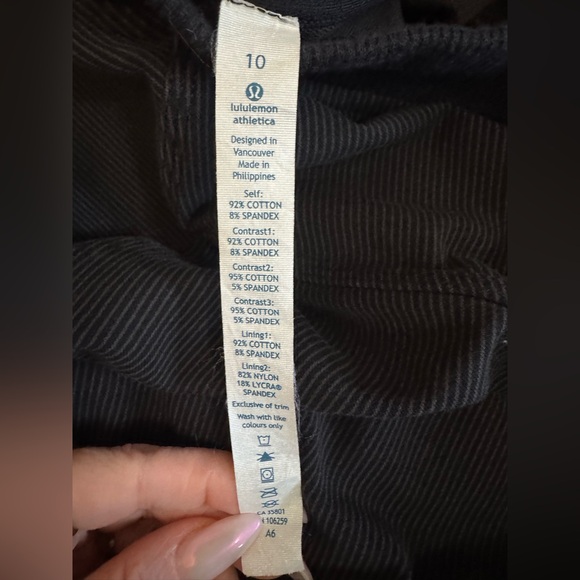 10
lululemon
athletica
Designed in
Vancouver
Made in
Philippines
Self:
92% COTTON
8% SPANDEX
Contrast1:
92% COTTON
8% SPANDEX
Contrast2:
95% COTTON
5% SPANDEX
Contrast3:
95% COTTON
5% SPANDEX
Lining1:
92% COTTON
8% SPANDEX
Lining2:
82% NYLON
18% LYCRA®
SPANDEX
Exclusive of trim
Wash with like
colours only
35801
106259
A6